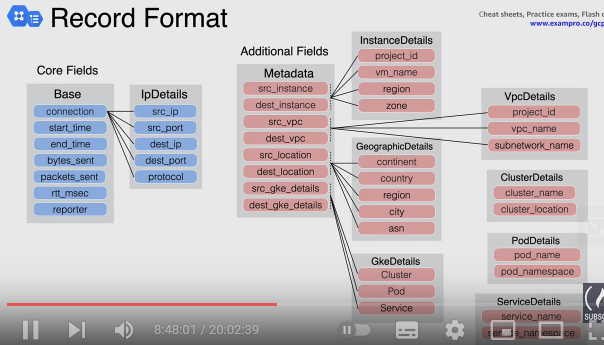 Record Format
Cheat sheets, Practice exams, Flash
www.exampro.co/gcp
Core Fields
Base
connection
start_time
end_time
bytes_sent
packets_sent
rtt_msec
reporter
IpDetails
src_ip
src_port
dest_ip
dest_port
protocol
Additional Fields
Metadata
src_instance
dest_instance
src_vpc
dest_vpc
src_location
dest_location
src_gke_details
dest_gke_details
InstanceDetails
project_id
vm_name
region
zone
GeographicDetails
continent
country
region
city
asn
GkeDetails
Cluster
Pod
Service
VpcDetails
project_id
vpc_name
subnetwork_name
ClusterDetails
cluster_name
cluster_location
PodDetails
pod_name
pod_namespace
ServiceDetails
service_name
service_namespace
8:48:01 / 20:02:39